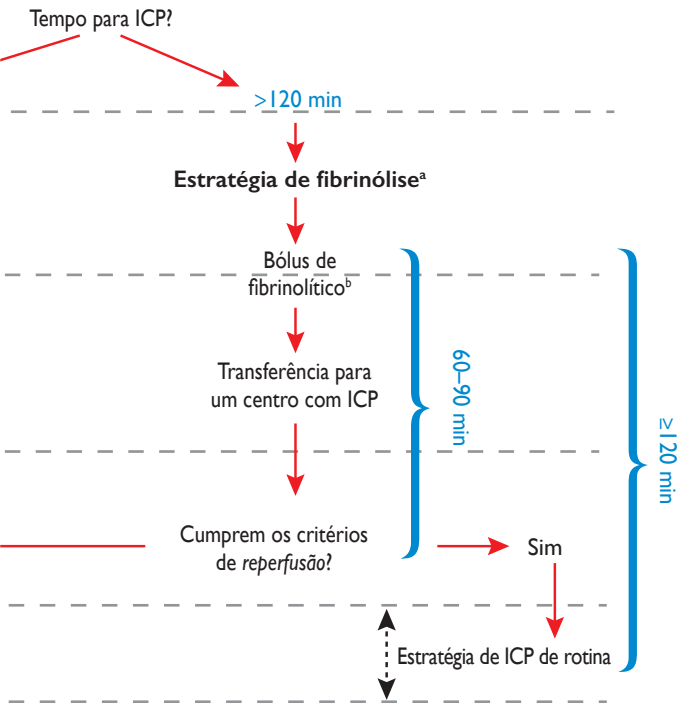 Tempo para ICP?
>120 min
Estratégia de fibrinóliseᵃ
Bólus de
fibrinolíticoᵇ
Transferência para
um centro com ICP
60–90 min
≥120 min
Cumprem os critérios
de reperfusão?
Sim
Estratégia de ICP de rotina